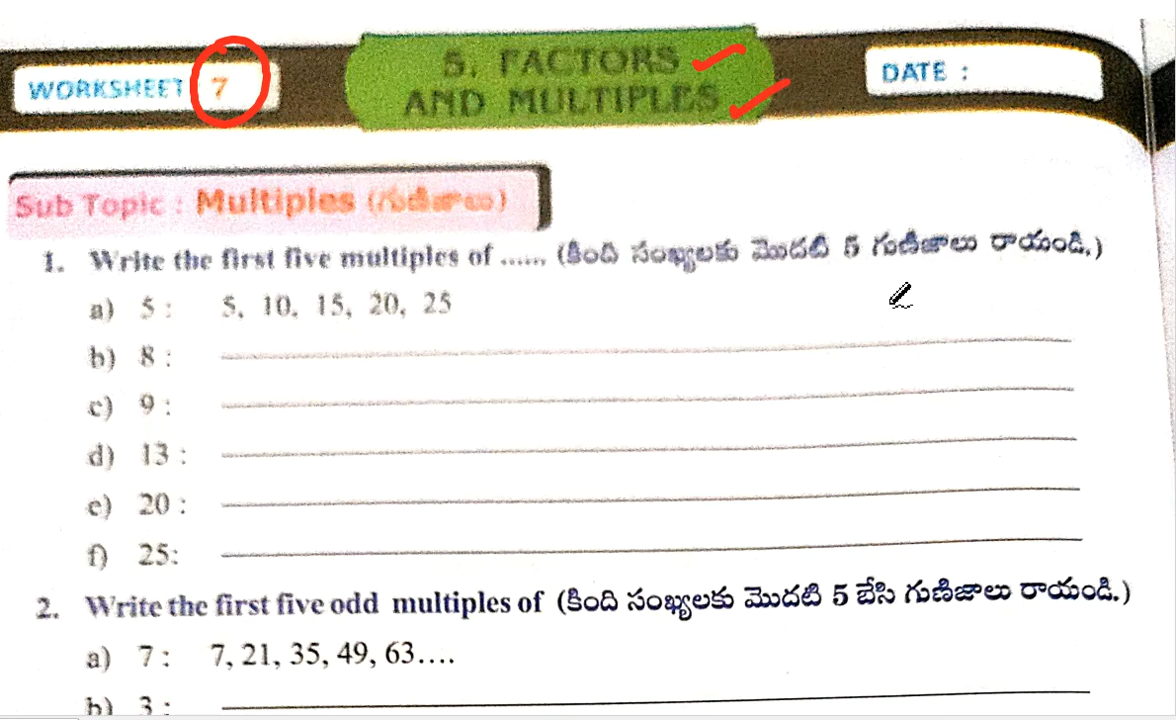 WORKSHEET 7
5. FACTORS
AND MULTIPLES
DATE :
Sub Topic : Multiples (గుణిజాలు)
1. Write the first five multiples of ...... (కింది సంఖ్యలకు మొదటి 5 గుణిజాలు రాయండి.)
a) 5 : 5, 10, 15, 20, 25
b) 8 :
c) 9 :
d) 13 :
e) 20 :
f) 25:
2. Write the first five odd multiples of (కింది సంఖ్యలకు మొదటి 5 బేసి గుణిజాలు రాయండి.)
a) 7 : 7, 21, 35, 49, 63....
b) 3 :